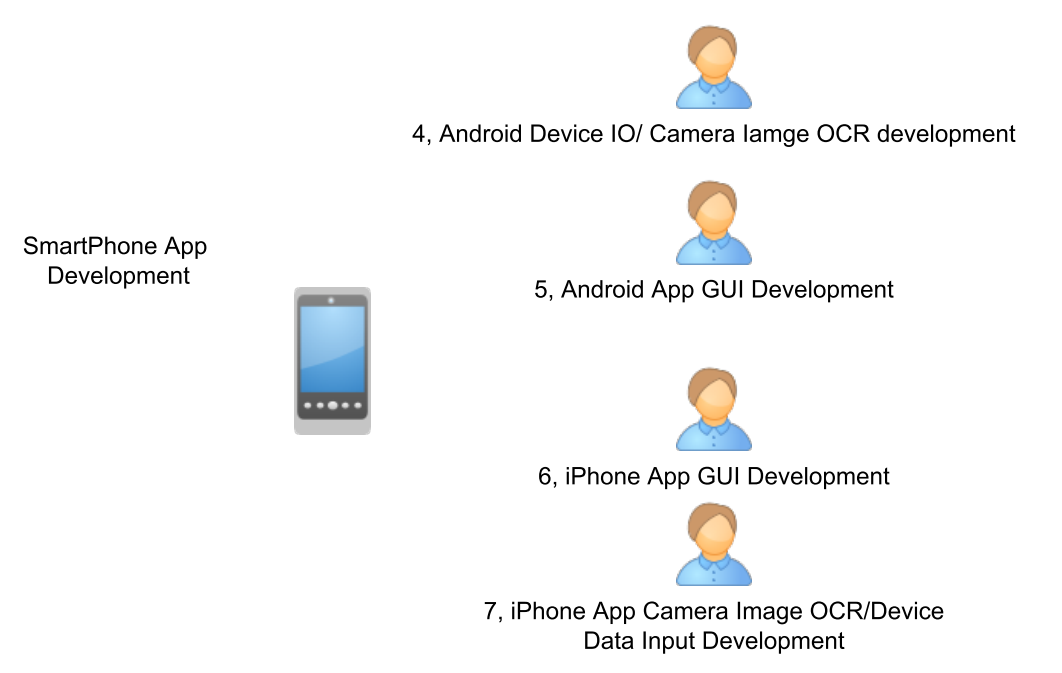 4, Android Device IO/ Camera Iamge OCR development
SmartPhone App
Development
5, Android App GUI Development
6, iPhone App GUI Development
7, iPhone App Camera Image OCR/Device
Data Input Development